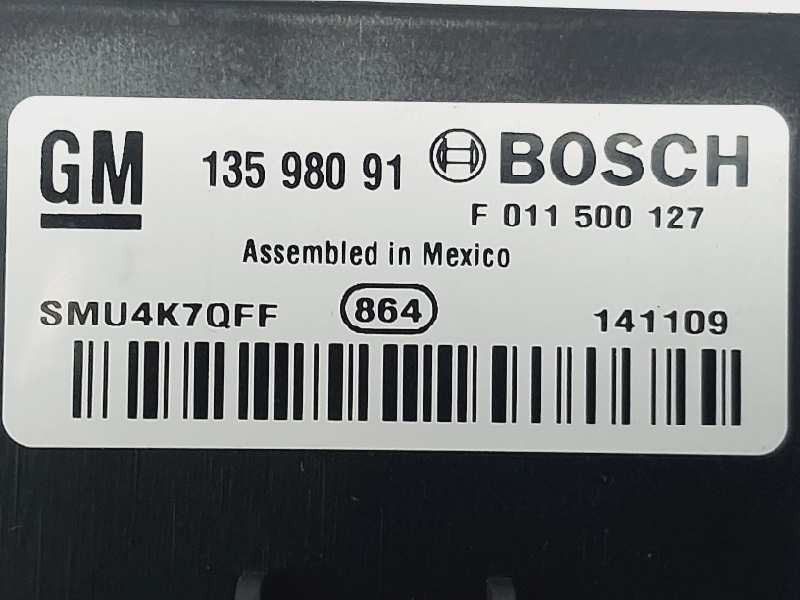 GM 135 980 91 BOSCH
F 011 500 127
Assembled in Mexico
SMU4K7QFF 864 141109